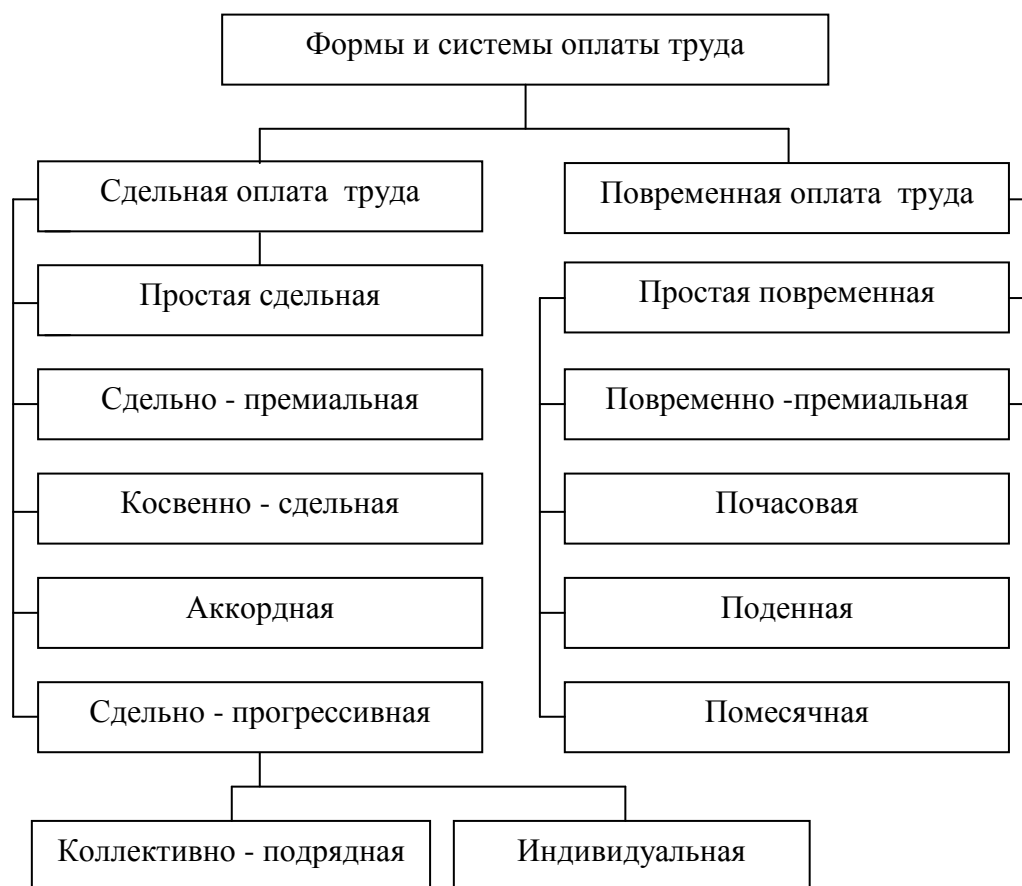 Формы и системы оплаты труда
Сдельная оплата труда
Повременная оплата труда
Простая сдельная
Простая повременная
Сдельно - премиальная
Повременно -премиальная
Косвенно - сдельная
Почасовая
Аккордная
Поденная
Сдельно - прогрессивная
Помесячная
Коллективно - подрядная
Индивидуальная